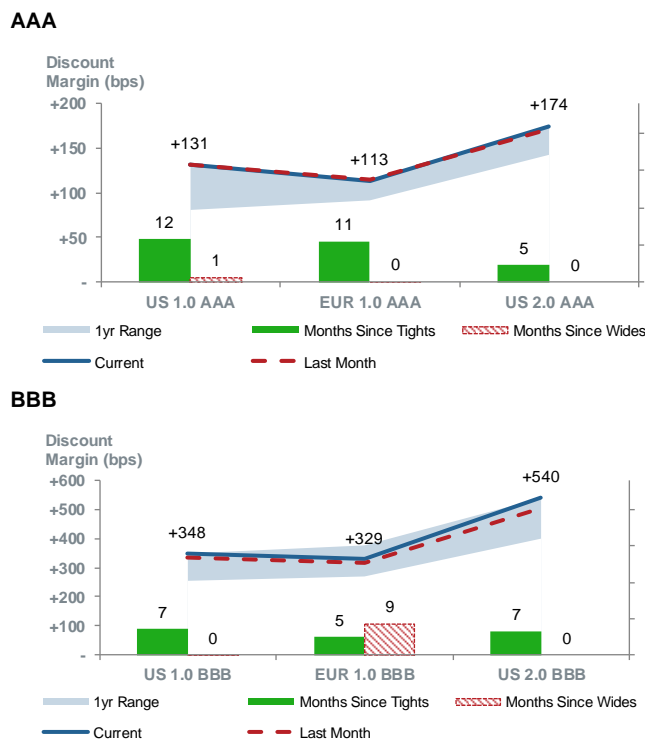 AAA
Discount
Margin (bps)
+200
+174
+150
+131
+113
+100
+50
12
11
5
1
0
0
-
US 1.0 AAA
EUR 1.0 AAA
US 2.0 AAA
1yr Range
Months Since Tights
Months Since Wides
Current
Last Month
BBB
Discount
Margin (bps)
+600
+540
+500
+400
+348
+329
+300
+200
+100
7
0
5
9
7
0
-
US 1.0 BBB
EUR 1.0 BBB
US 2.0 BBB
1yr Range
Months Since Tights
Months Since Wides
Current
Last Month